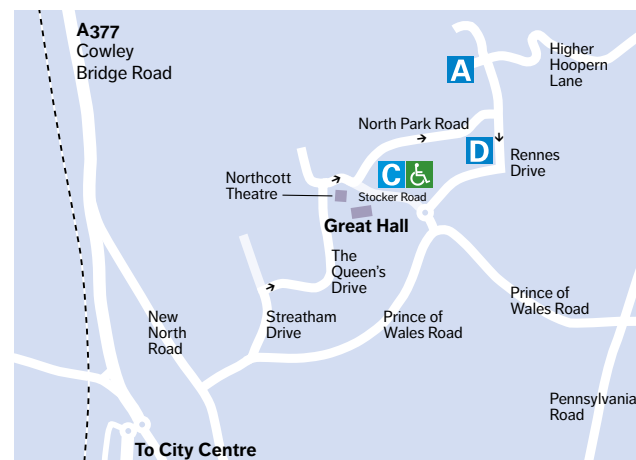 A377
Cowley
Bridge Road
Higher
Hoopern
Lane
A
North Park Road
D
Rennes
Drive
Northcott
Theatre
C
Stocker Road
Great Hall
The
Queen's
Drive
New
North
Road
Streatham
Drive
Prince of
Wales Road
Prince of
Wales Road
Pennsylvania
Road
To City Centre